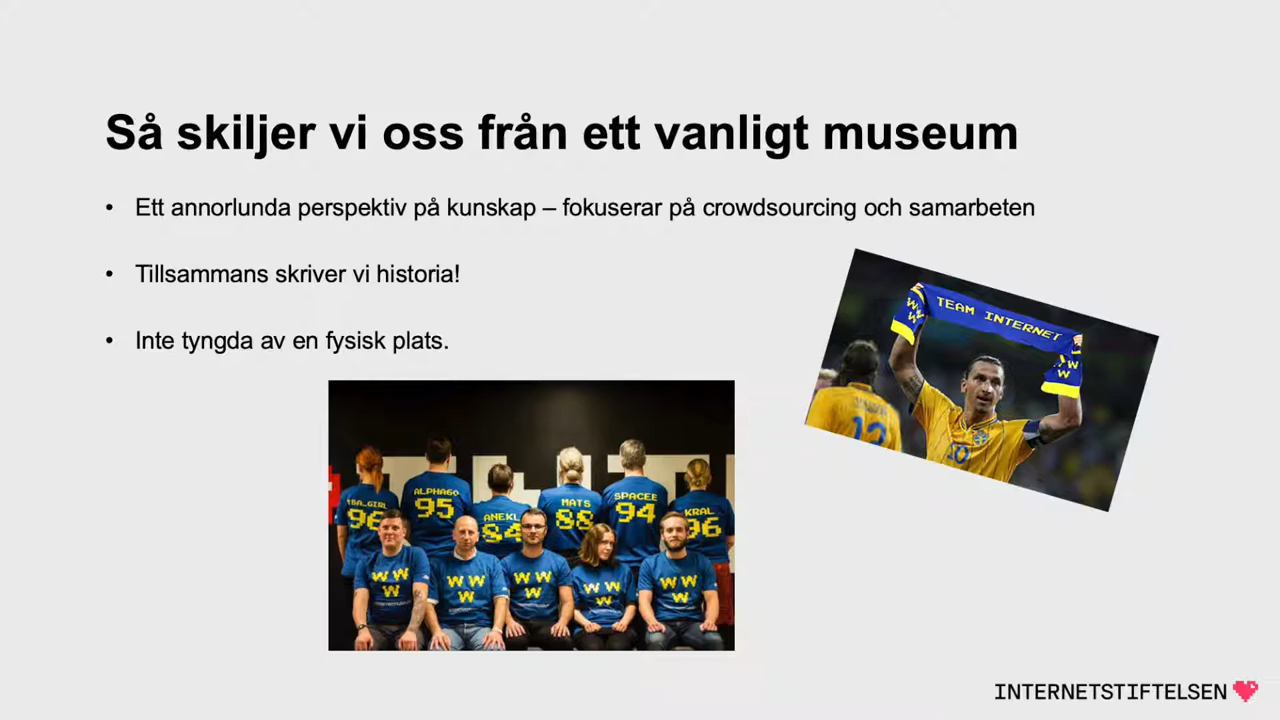 Så skiljer vi oss från ett vanligt museum
• Ett annorlunda perspektiv på kunskap – fokuserar på crowdsourcing och samarbeten
• Tillsammans skriver vi historia!
• Inte tyngda av en fysisk plats.
TEAM INTERNET
W W W
W W W
12
10
ALPHA60
95
96
ANEKL
84
MATS
88
SPACEE
94
KRAL
96
W W W
W W W
W W W
W W W
W W W
INTERNETSTIFTELSEN